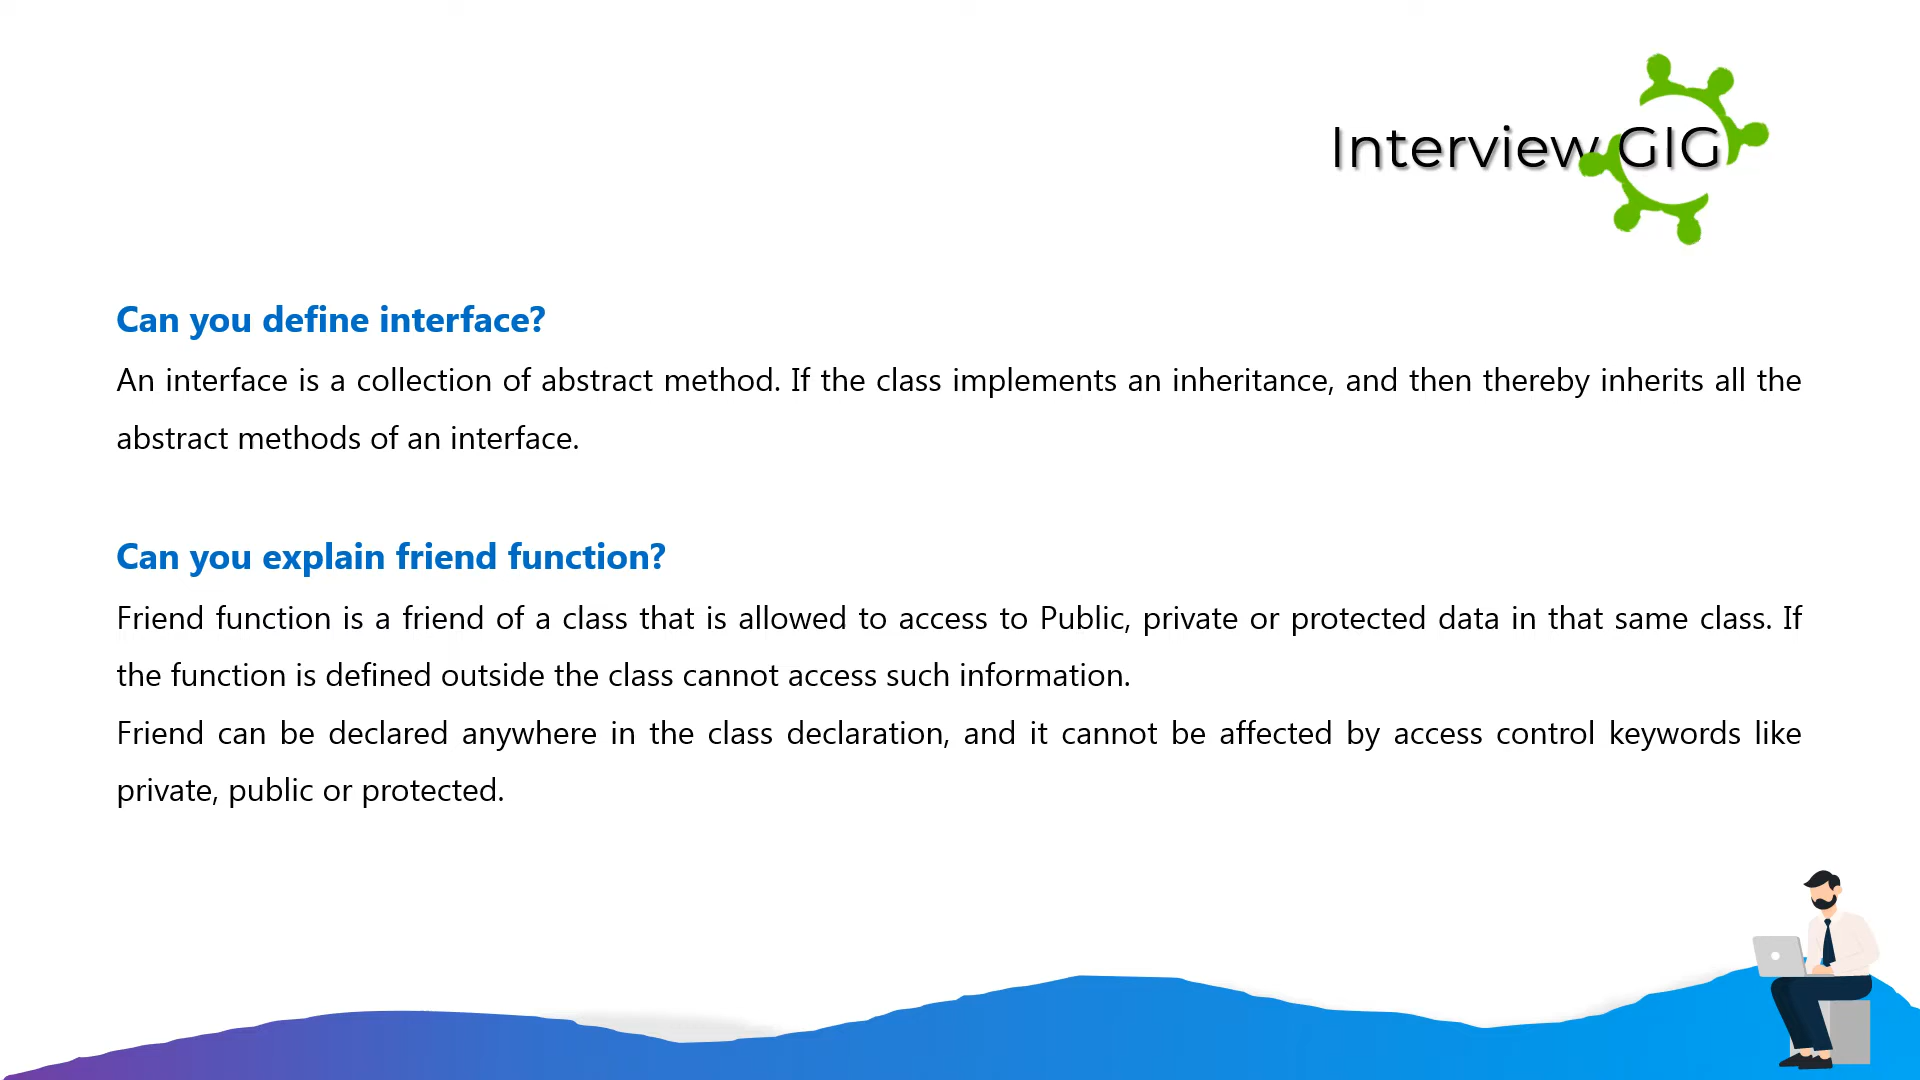 Interview GIG
Can you define interface?
An interface is a collection of abstract method. If the class implements an inheritance, and then thereby inherits all the
abstract methods of an interface.
Can you explain friend function?
Friend function is a friend of a class that is allowed to access to Public, private or protected data in that same class. If
the function is defined outside the class cannot access such information.
Friend can be declared anywhere in the class declaration, and it cannot be affected by access control keywords like
private, public or protected.